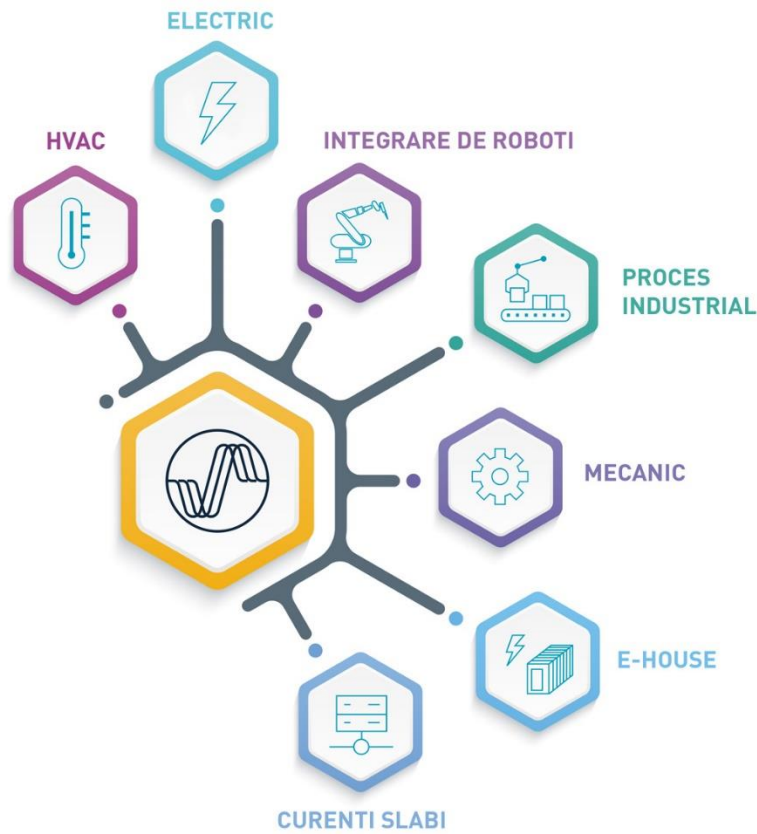 ELECTRIC
HVAC
INTEGRARE DE ROBOTI
PROCES
INDUSTRIAL
MECANIC
E-HOUSE
CURENTI SLABI